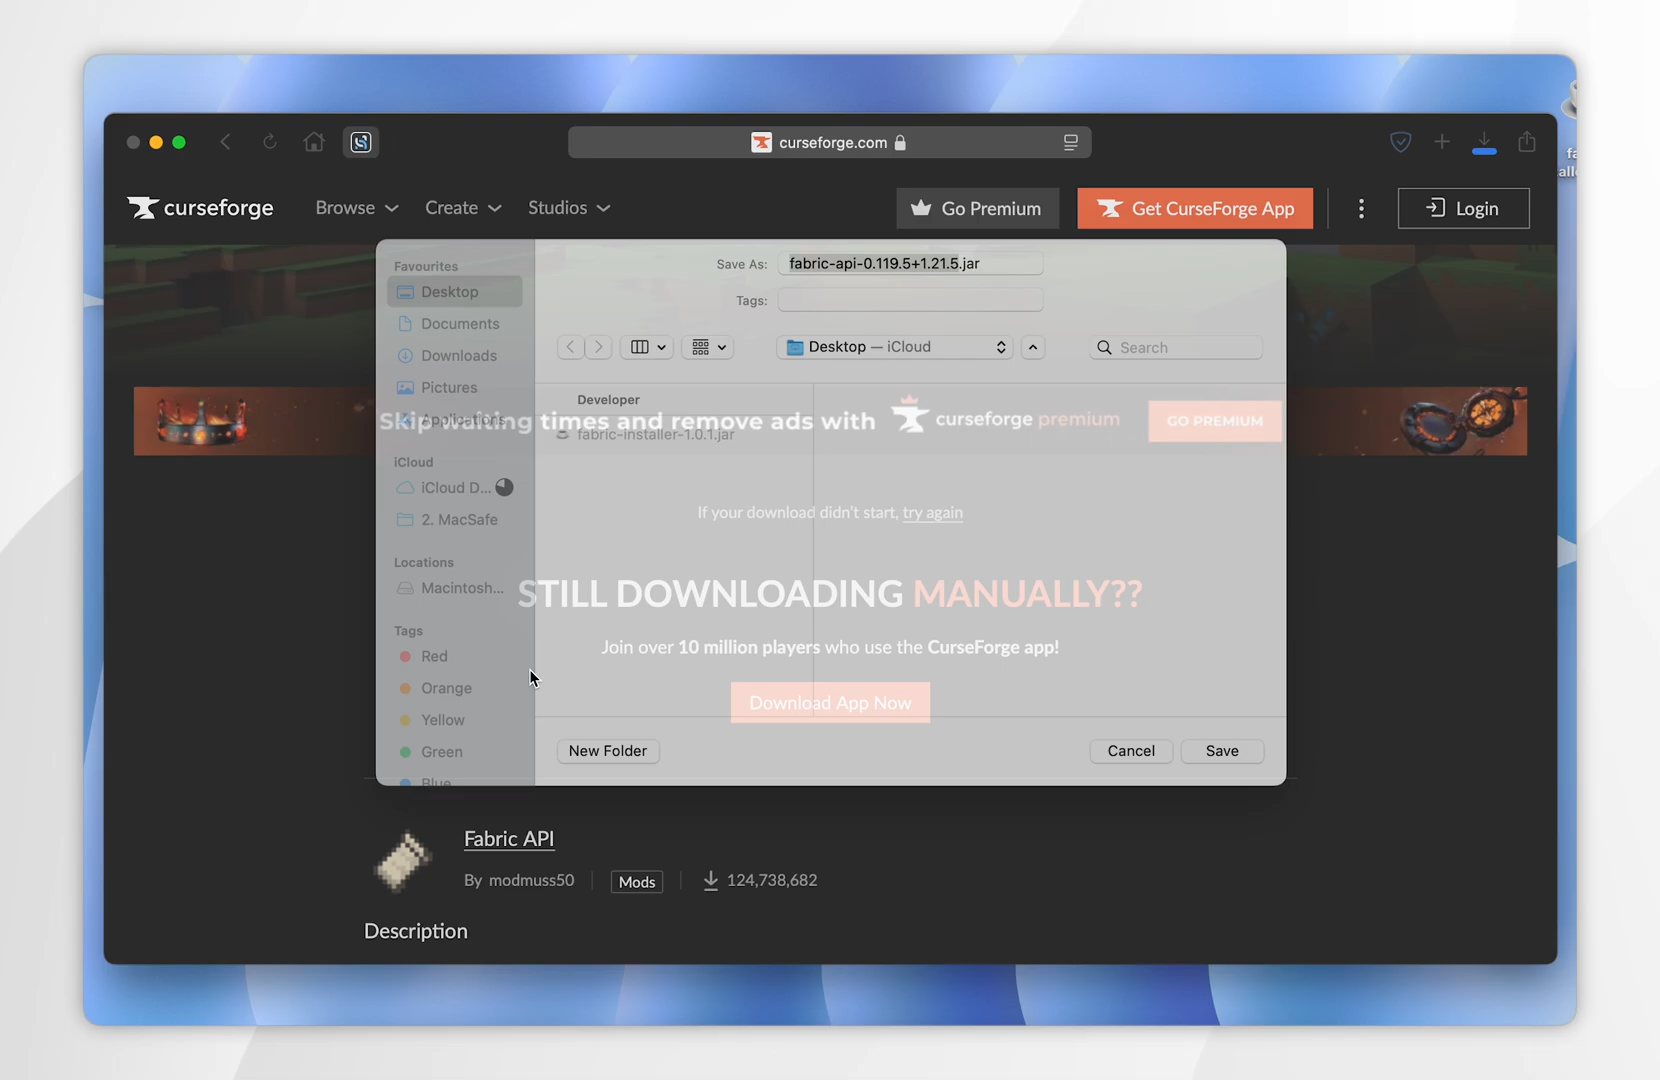 curseforge.com
curseforge
Browse
Create
Studios
Go Premium
Get CurseForge App
Login
Favourites
Desktop
Documents
Downloads
Pictures
Applications
iCloud
iCloud D...
2. MacSafe
Locations
Macintosh...
Tags
Red
Orange
Yellow
Green
Blue
Save As: fabric-api-0.119.5+1.21.5.jar
Tags:
Desktop — iCloud
Search
Developer
fabric-installer-1.0.1.jar
Skip waiting times and remove ads with curseforge premium
GO PREMIUM
If your download didn't start, try again
STILL DOWNLOADING MANUALLY??
Join over 10 million players who use the CurseForge app!
Download App Now
New Folder
Cancel
Save
Fabric API
By modmuss50
Mods
124,738,682
Description